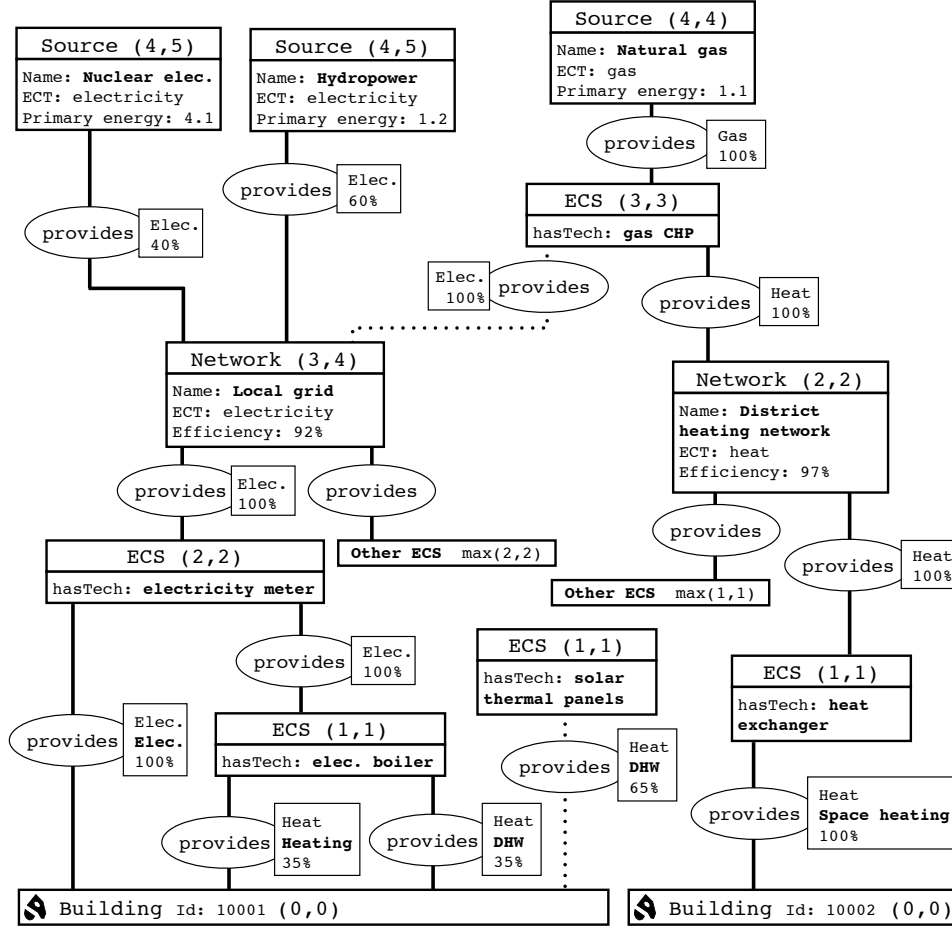 Source (4,5)
Name: Nuclear elec.
ECT: electricity
Primary energy: 4.1
Source (4,5)
Name: Hydropower
ECT: electricity
Primary energy: 1.2
Source (4,4)
Name: Natural gas
ECT: gas
Primary energy: 1.1
provides
Gas
100%
provides
Elec.
60%
provides
Elec.
40%
ECS (3,3)
hasTech: gas CHP
Elec.
100%
provides
provides
Heat
100%
Network (3,4)
Name: Local grid
ECT: electricity
Efficiency: 92%
Network (2,2)
Name: District
heating network
ECT: heat
Efficiency: 97%
provides
Elec.
100%
provides
provides
provides
Heat
100%
ECS (2,2)
hasTech: electricity meter
Other ECS max(2,2)
Other ECS max(1,1)
provides
Elec.
100%
ECS (1,1)
hasTech: solar
thermal panels
ECS (1,1)
hasTech: heat
exchanger
provides
Elec.
Elec.
100%
ECS (1,1)
hasTech: elec. boiler
provides
Heat
DHW
65%
provides
Heat
Heating
35%
provides
Heat
DHW
35%
provides
Heat
Space heating
100%
Building Id: 10001 (0,0)
Building Id: 10002 (0,0)